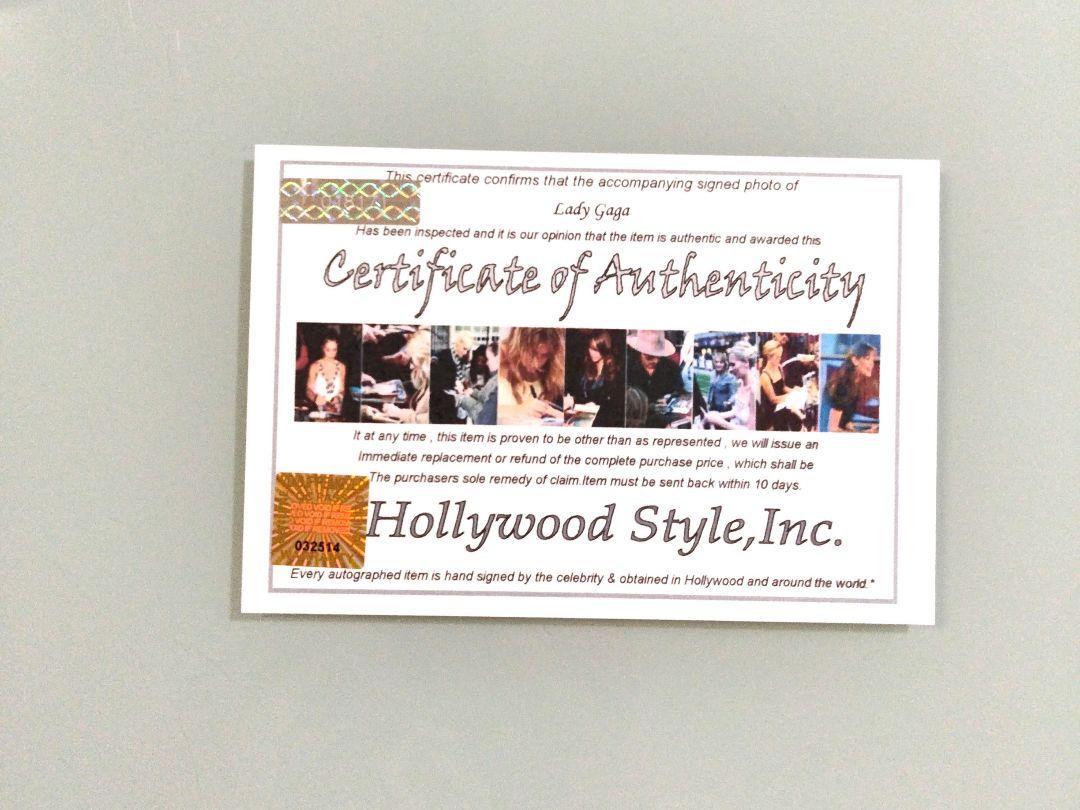 This certificate confirms that the accompanying signed photo of
Lady Gaga
Has been inspected and it is our opinion that the item is authentic and awarded this
Certificate of Authenticity
It at any time , this item is proven to be other than as represented , we will issue an
Immediate replacement or refund of the complete purchase price , which shall be
The purchasers sole remedy of claim.Item must be sent back within 10 days.
032514
Hollywood Style,Inc.
Every autographed item is hand signed by the celebrity & obtained in Hollywood and around the world.*